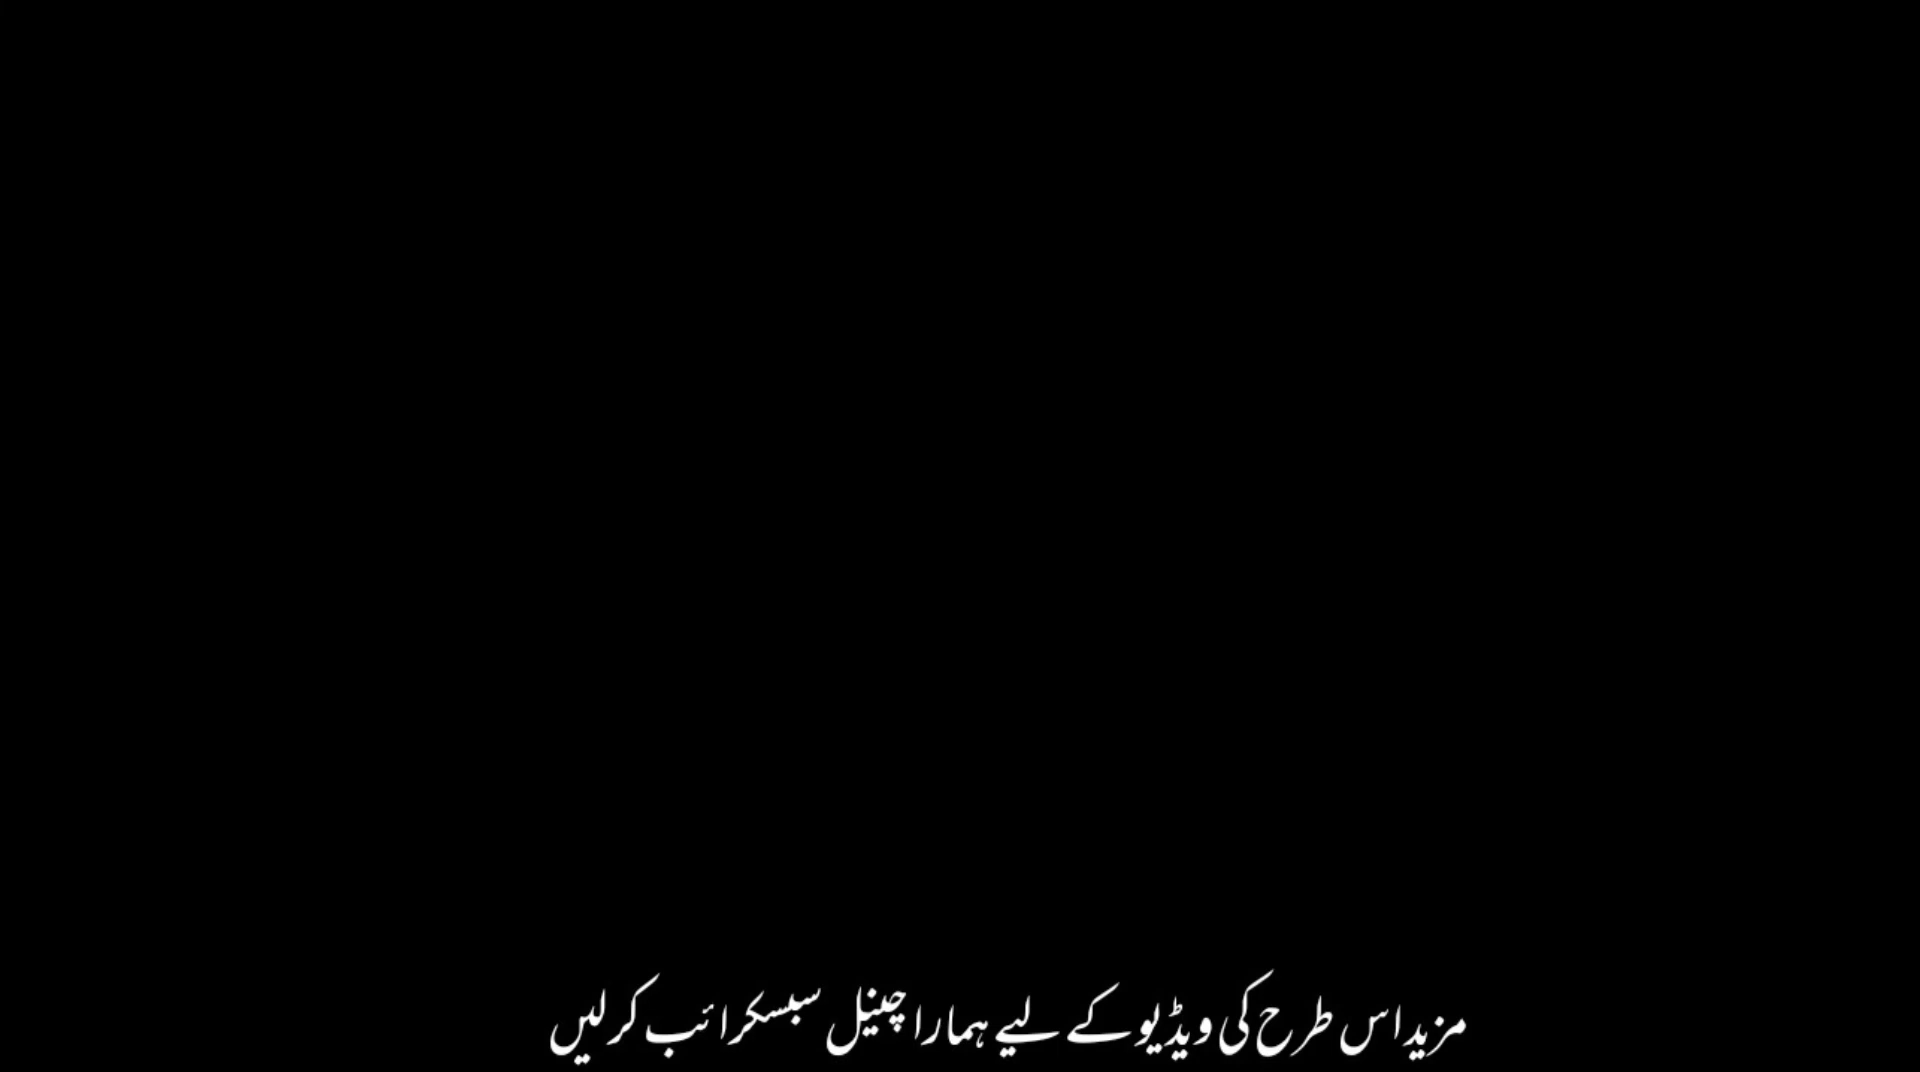 مزید اس طرح کی ویڈیو کے لیے ہمارا چینل سبسکرائب کر لیں